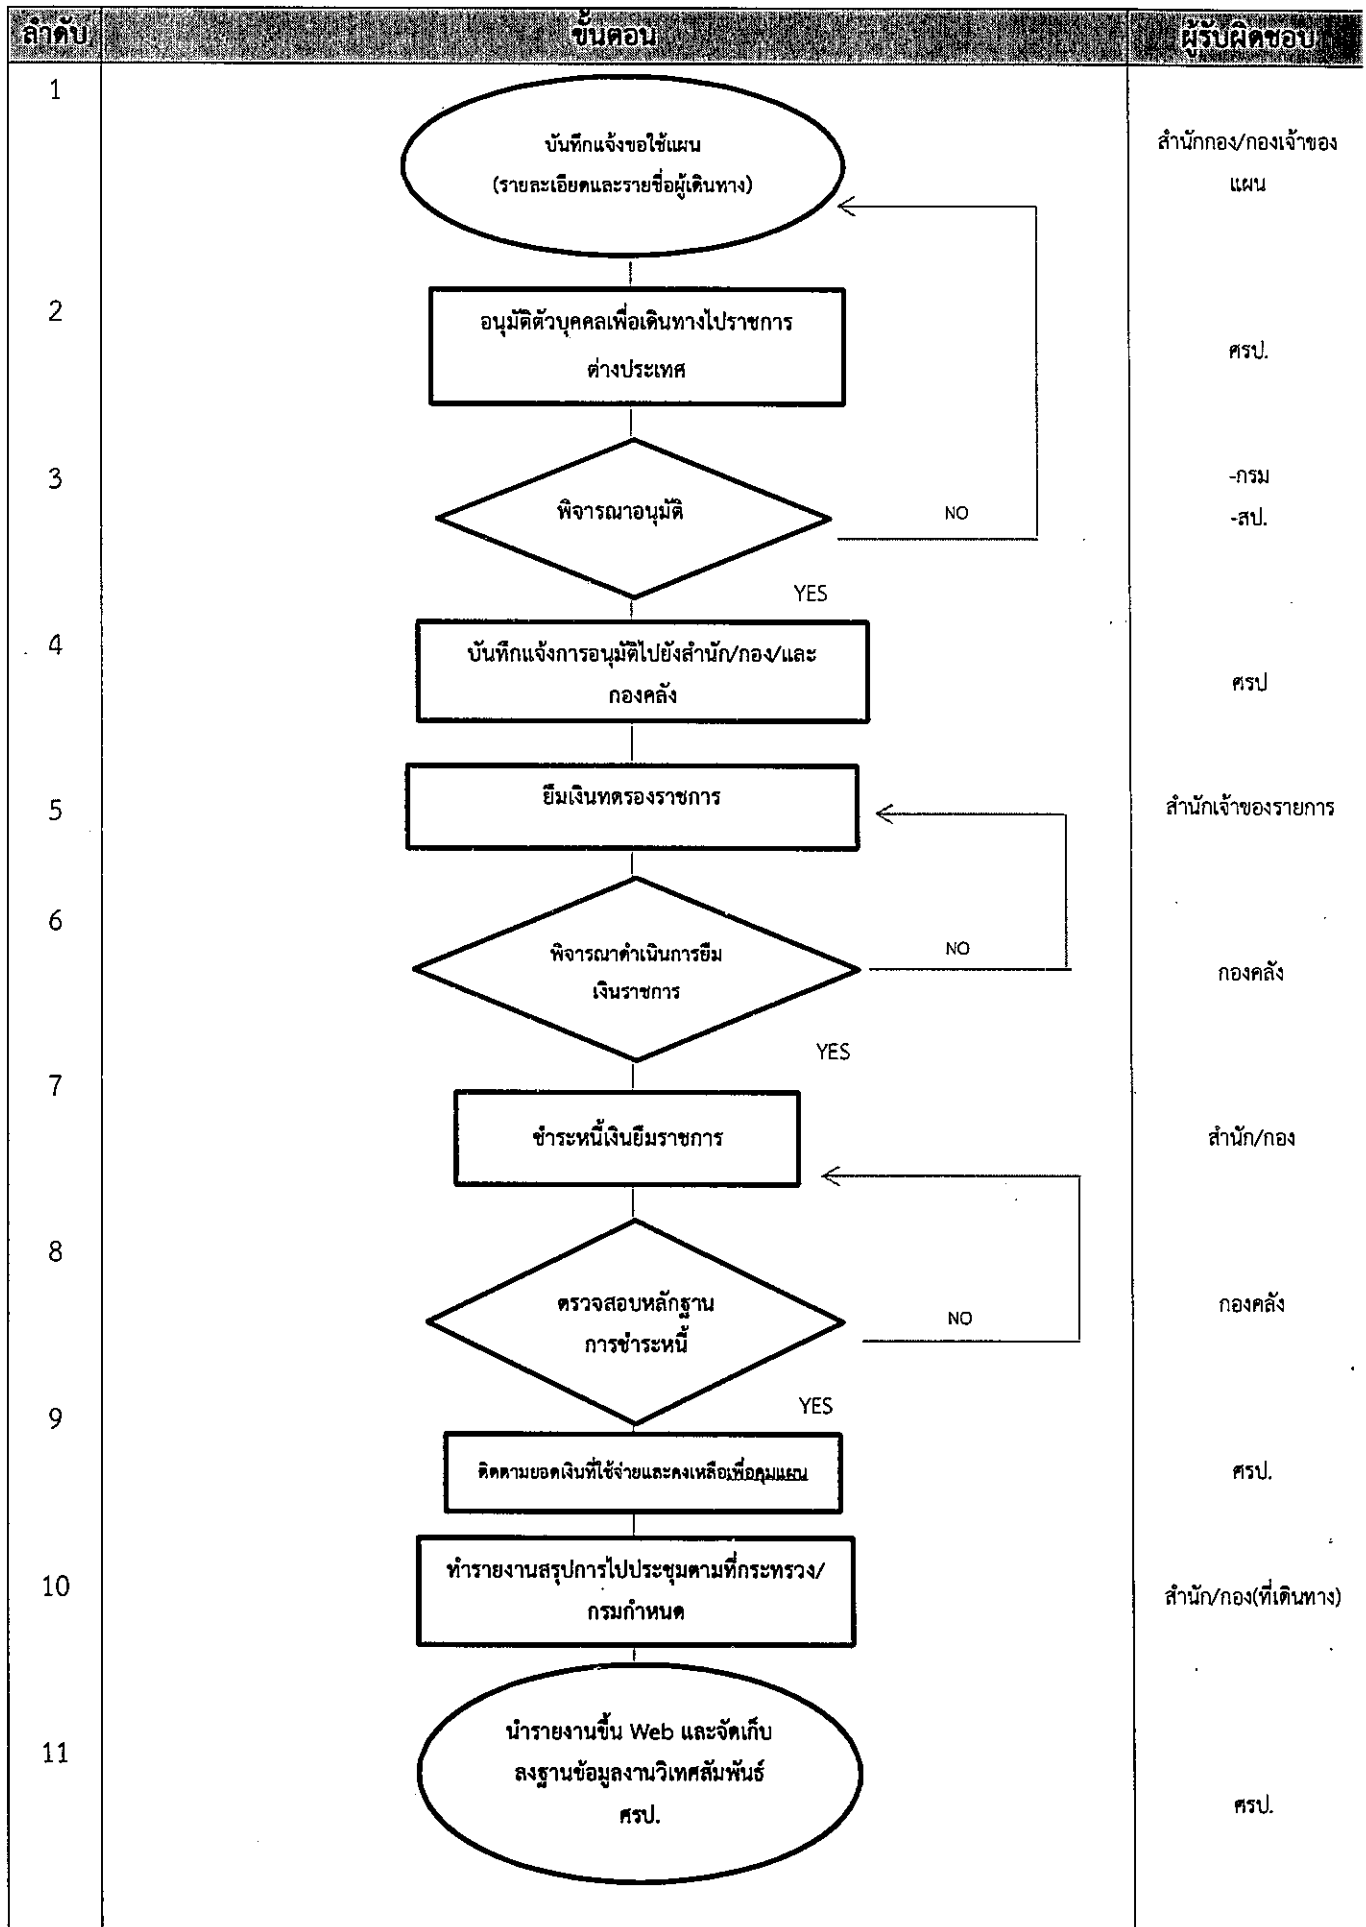 ลำดับ ขั้นตอน ผู้รับผิดชอบ
1
บันทึกแจ้งขอใช้แผน
(รายละเอียดและรายชื่อผู้เดินทาง)
สำนักกอง/กองเจ้าของ
แผน
2
อนุมัติตัวบุคคลเพื่อเดินทางไปราชการ
ต่างประเทศ
ศรป.
3
พิจารณาอนุมัติ
NO
-กรม
-สป.
YES
4
บันทึกแจ้งการอนุมัติไปยังสำนัก/กอง/และ
กองคลัง
ศรป
5
ยืมเงินทดรองราชการ
สำนักเจ้าของรายการ
6
พิจารณาดำเนินการยืม
เงินราชการ
NO
กองคลัง
YES
7
ชำระหนี้เงินยืมราชการ
สำนัก/กอง
8
ตรวจสอบหลักฐาน
การชำระหนี้
NO
กองคลัง
YES
9
ติดตามยอดเงินที่ใช้จ่ายและคงเหลือเพื่อคุมแผน
ศรป.
10
ทำรายงานสรุปการไปประชุมตามที่กระทรวง/
กรมกำหนด
สำนัก/กอง(ที่เดินทาง)
11
นำรายงานขึ้น Web และจัดเก็บ
ลงฐานข้อมูลงานวิเทศสัมพันธ์
ศรป.
ศรป.